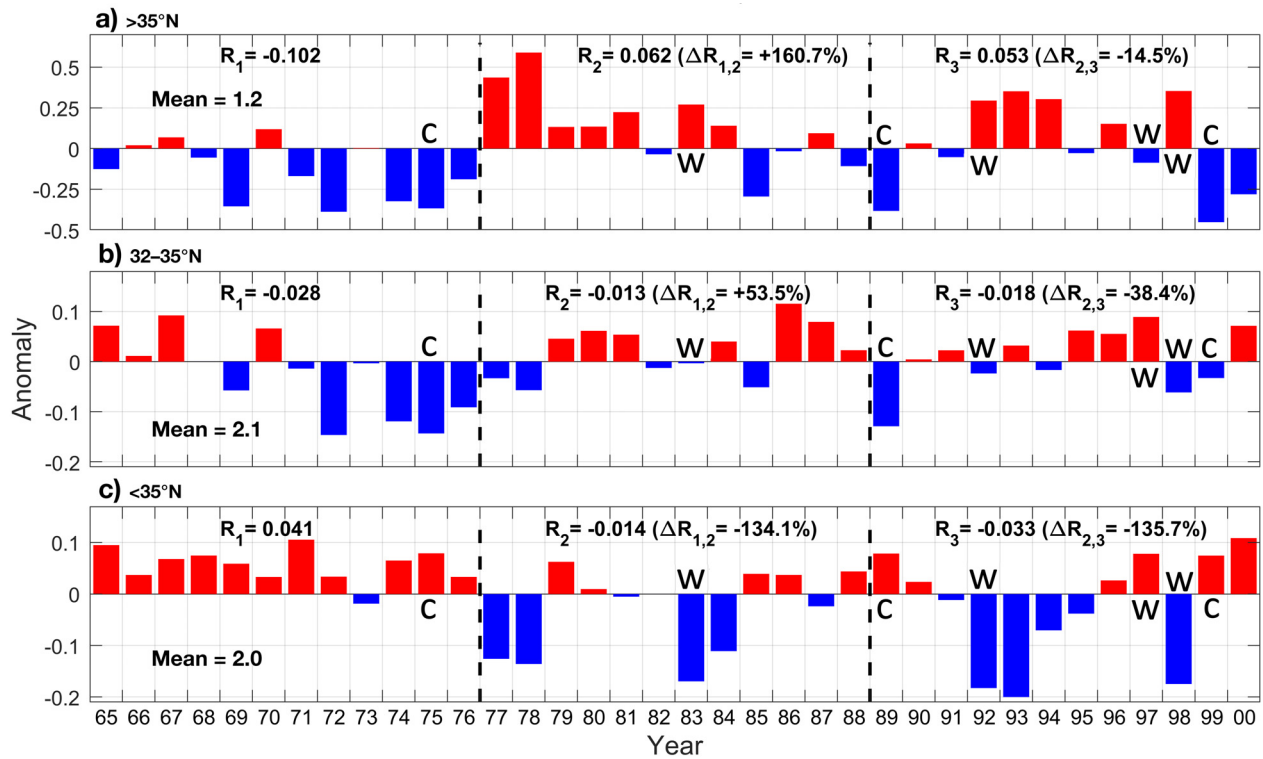 a) >35°N
R1= -0.102
R2= 0.062 (ΔR1,2= +160.7%)
R3= 0.053 (ΔR2,3= -14.5%)
Mean = 1.2
0.5
0.25
0
-0.25
-0.5
C
W
C
W
W
W
C
b) 32–35°N
R1= -0.028
R2= -0.013 (ΔR1,2= +53.5%)
R3= -0.018 (ΔR2,3= -38.4%)
Mean = 2.1
0.1
0
-0.1
-0.2
C
W
C
W
W
W
C
Anomaly
c) <35°N
R1= 0.041
R2= -0.014 (ΔR1,2= -134.1%)
R3= -0.033 (ΔR2,3= -135.7%)
Mean = 2.0
0.1
0
-0.1
-0.2
C
W
C
W
W
W
C
65 66 67 68 69 70 71 72 73 74 75 76 77 78 79 80 81 82 83 84 85 86 87 88 89 90 91 92 93 94 95 96 97 98 99 00
Year